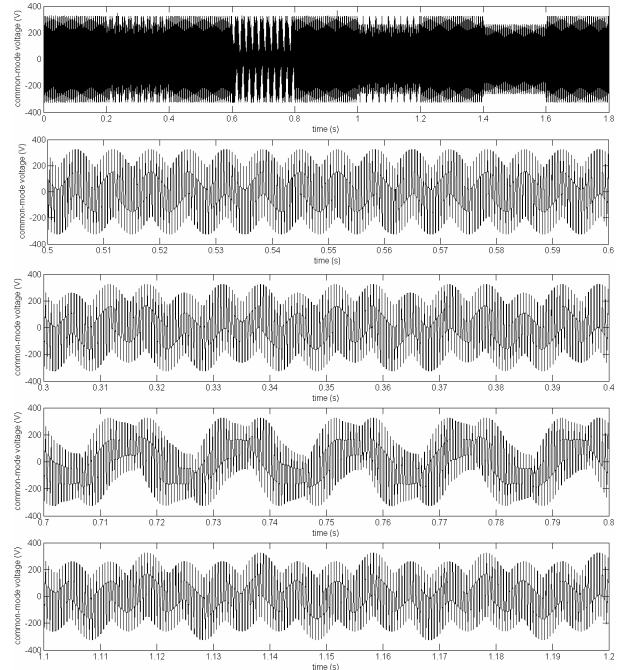 common-mode voltage (V)
400
200
0
-200
-400
0 0.2 0.4 0.6 0.8 1 1.2 1.4 1.6 1.8
time (s)
common-mode voltage (V)
400
200
0
-200
-400
0.5 0.51 0.52 0.53 0.54 0.55 0.56 0.57 0.58 0.59 0.6
time (s)
common-mode voltage (V)
400
200
0
-200
-400
0.3 0.31 0.32 0.33 0.34 0.35 0.36 0.37 0.38 0.39 0.4
time (s)
common-mode voltage (V)
400
200
0
-200
-400
0.7 0.71 0.72 0.73 0.74 0.75 0.76 0.77 0.78 0.79 0.8
time (s)
common-mode voltage (V)
400
200
0
-200
-400
1.1 1.11 1.12 1.13 1.14 1.15 1.16 1.17 1.18 1.19 1.2
time (s)